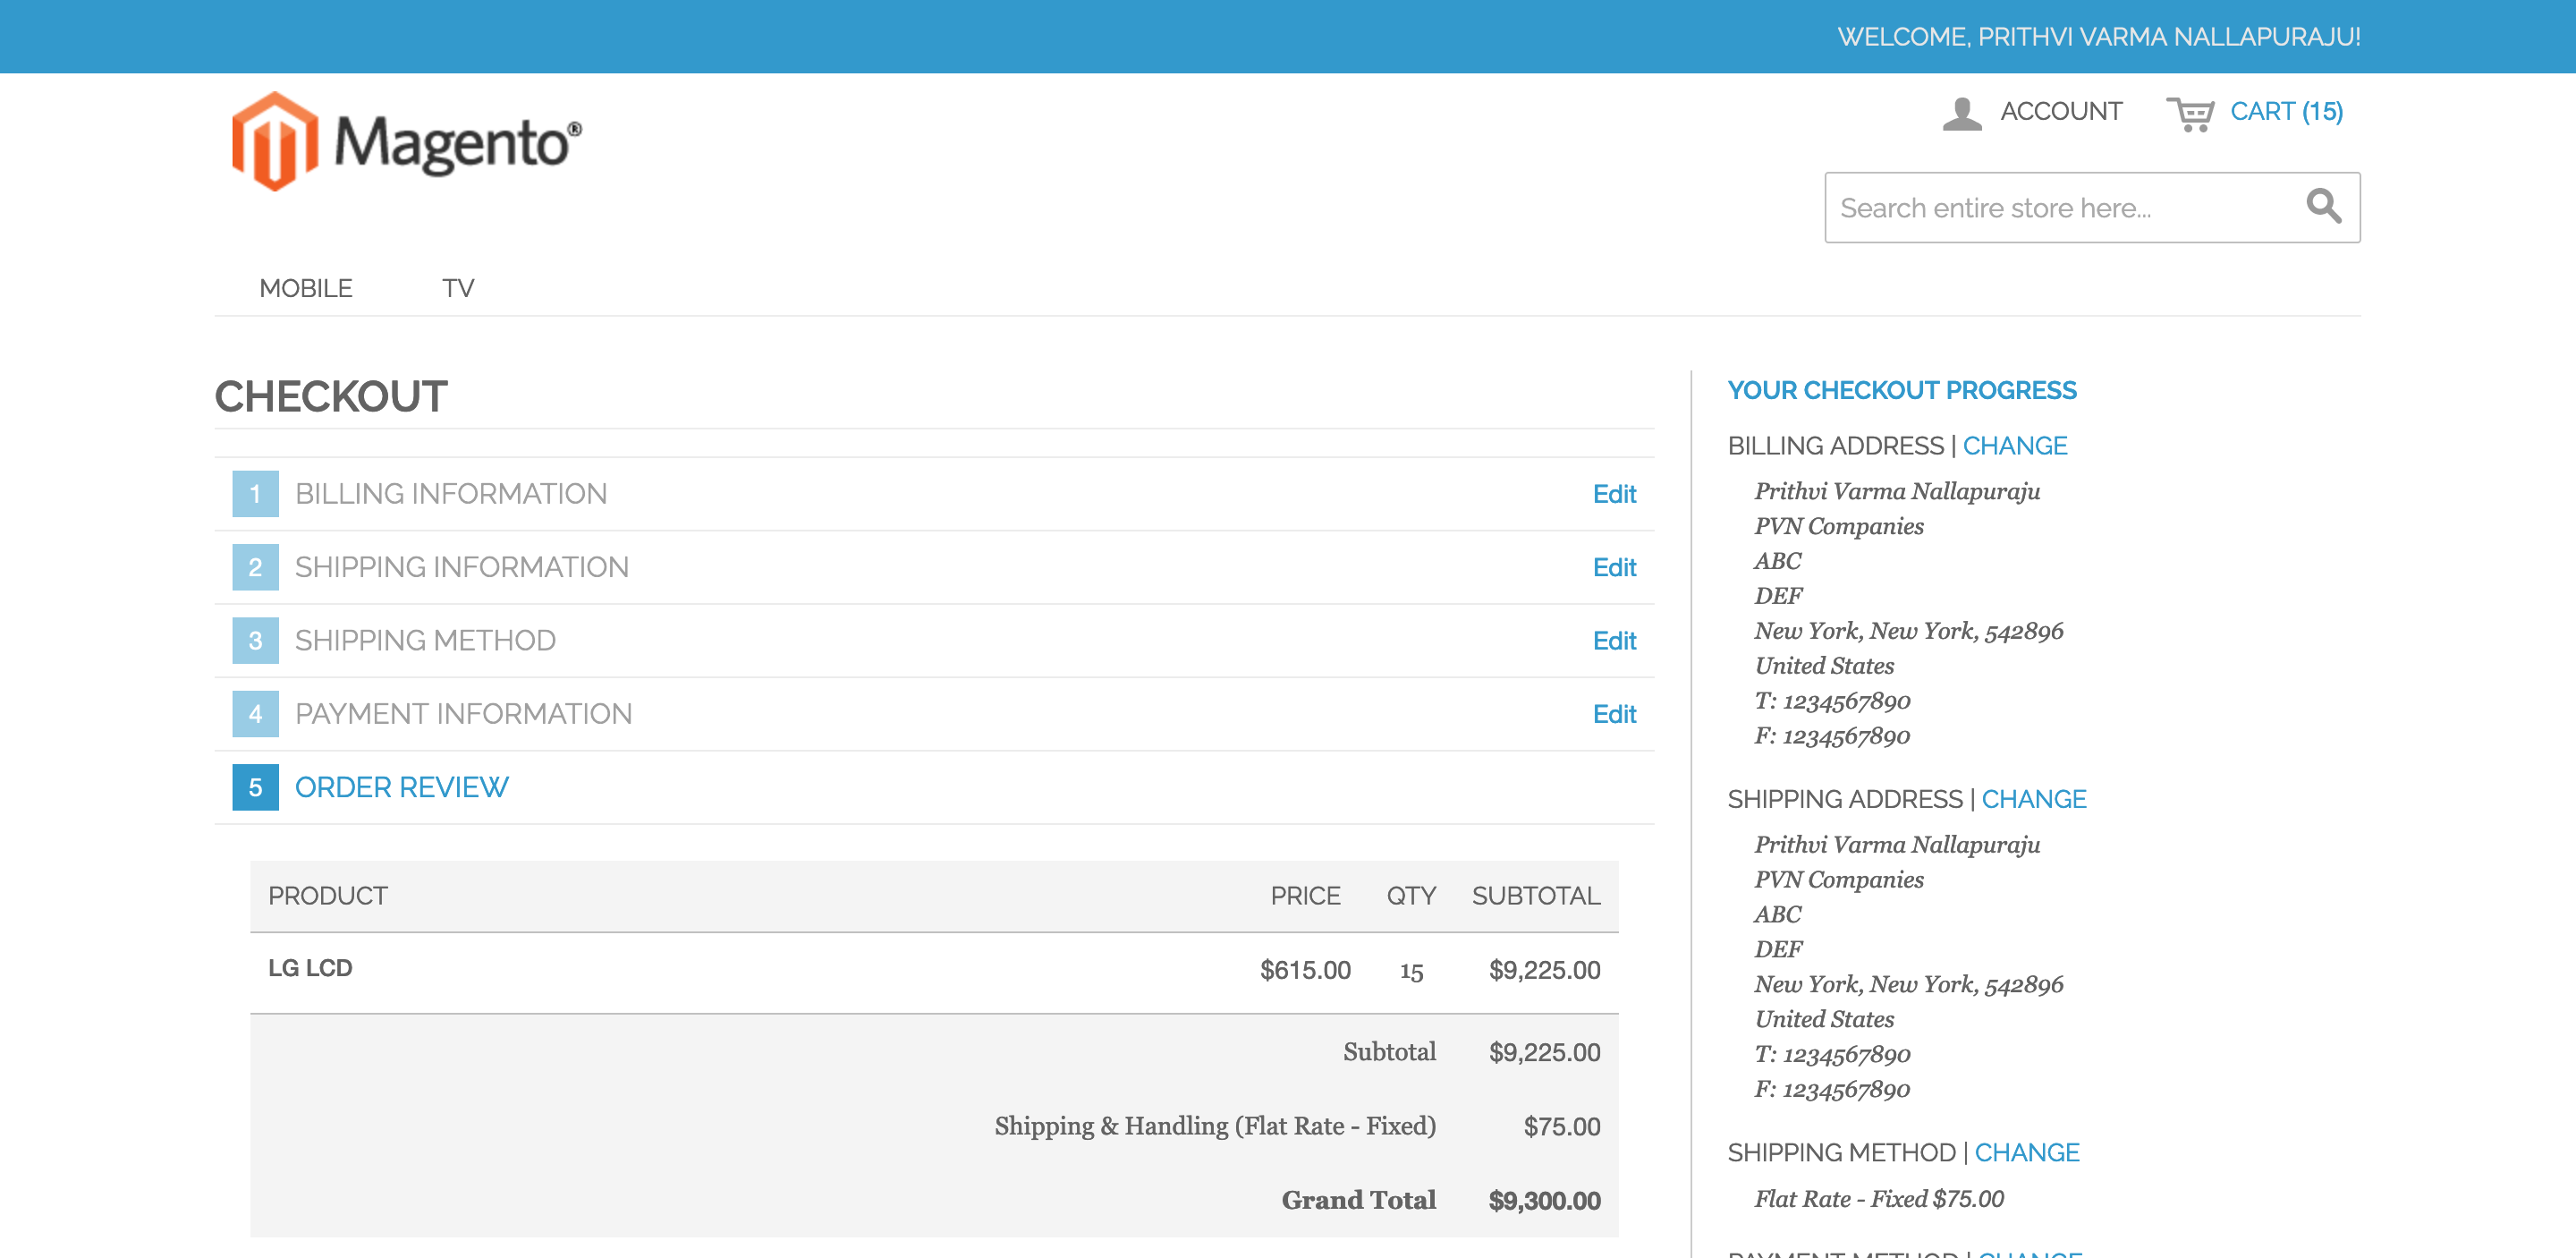 WELCOME, PRITHVI VARMA NALLAPURAJU!
Magento®
ACCOUNT CART (15)
Search entire store here...
MOBILE TV
CHECKOUT
1 BILLING INFORMATION Edit
2 SHIPPING INFORMATION Edit
3 SHIPPING METHOD Edit
4 PAYMENT INFORMATION Edit
5 ORDER REVIEW
PRODUCT PRICE QTY SUBTOTAL
LG LCD $615.00 15 $9,225.00
Subtotal $9,225.00
Shipping & Handling (Flat Rate - Fixed) $75.00
Grand Total $9,300.00
YOUR CHECKOUT PROGRESS
BILLING ADDRESS | CHANGE
Prithvi Varma Nallapuraju
PVN Companies
ABC
DEF
New York, New York, 542896
United States
T: 1234567890
F: 1234567890
SHIPPING ADDRESS | CHANGE
Prithvi Varma Nallapuraju
PVN Companies
ABC
DEF
New York, New York, 542896
United States
T: 1234567890
F: 1234567890
SHIPPING METHOD | CHANGE
Flat Rate - Fixed $75.00
PAYMENT METHOD | CHANGE